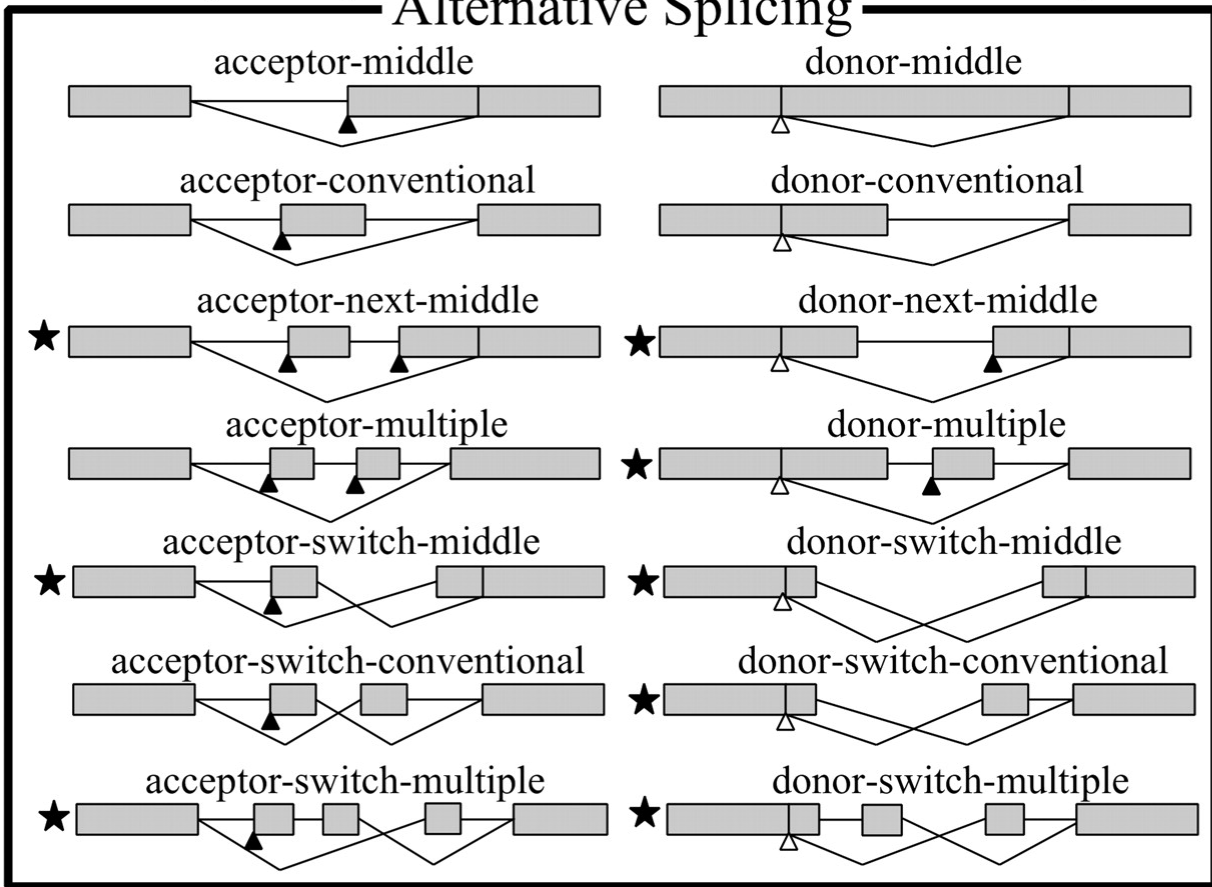 Alternative Splicing
acceptor-middle
donor-middle
acceptor-conventional
donor-conventional
acceptor-next-middle
donor-next-middle
acceptor-multiple
donor-multiple
acceptor-switch-middle
donor-switch-middle
acceptor-switch-conventional
donor-switch-conventional
acceptor-switch-multiple
donor-switch-multiple